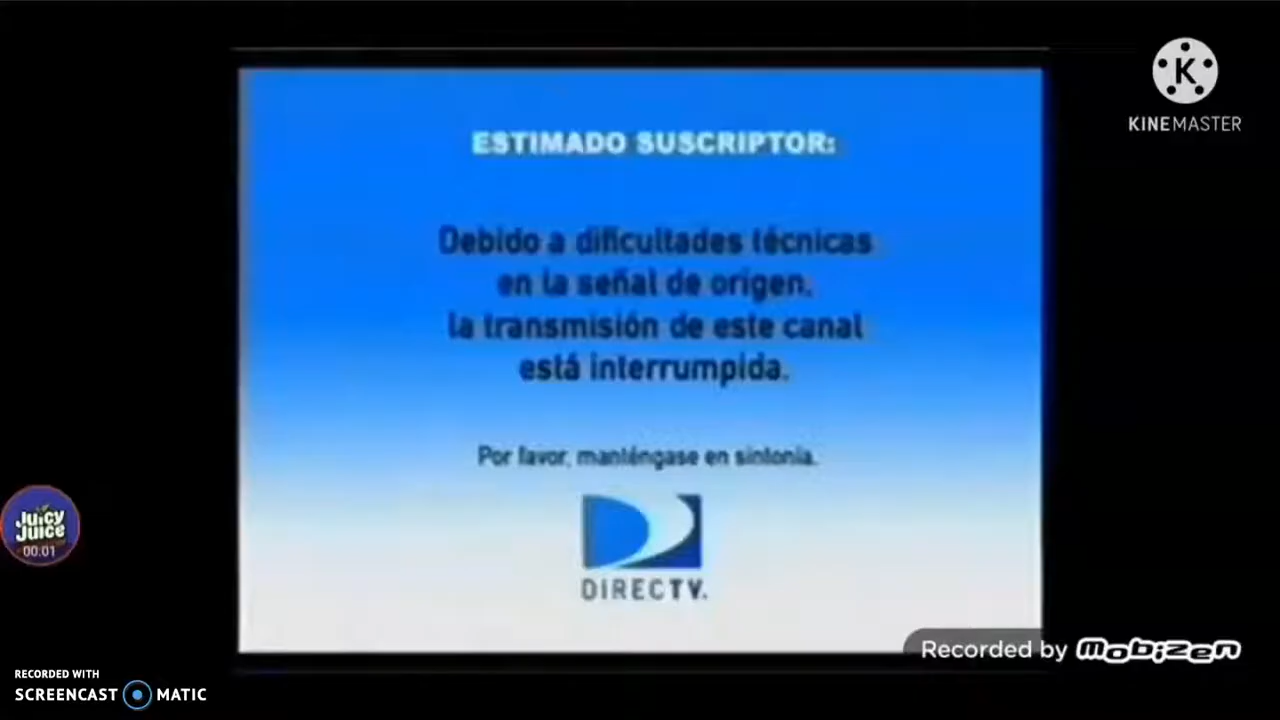 KINEMASTER
ESTIMADO SUSCRIPTOR:
Debido a dificultades técnicas
en la señal de origen,
la transmisión de este canal
está interrumpida.
Por favor, manténgase en sintonía.
DIRECTV.
Juicy
Juice
00:01
Recorded by mobizen
RECORDED WITH
SCREENCAST MATIC